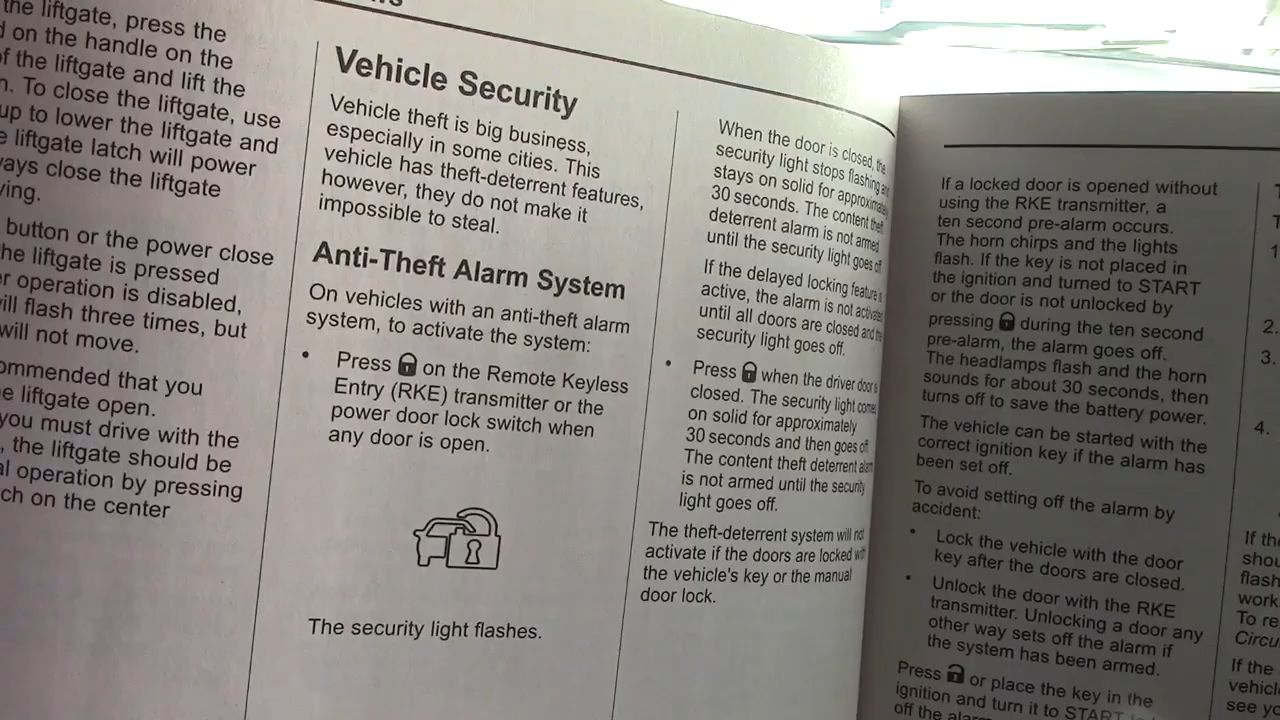 the liftgate, press the
on the handle on the
of the liftgate and lift the
To close the liftgate, use
up to lower the liftgate and
liftgate latch will power
always close the liftgate
button or the power close
the liftgate is pressed
operation is disabled,
will flash three times, but
will not move.
you
liftgate open.
you must drive with the
, the liftgate should be
operation by pressing
on the center
Vehicle Security
Vehicle theft is big business,
especially in some cities. This
vehicle has theft-deterrent features,
however, they do not make it
impossible to steal.
Anti-Theft Alarm System
On vehicles with an anti-theft alarm
system, to activate the system:
• Press on the Remote Keyless
Entry (RKE) transmitter or the
power door lock switch when
any door is open.
The security light flashes.
When the door is closed, the
security light stops flashing and
stays on solid for approximately
30 seconds. The content theft
deterrent alarm is not armed
until the security light goes off.
If the delayed locking feature is
active, the alarm is not activated
until all doors are closed and the
security light goes off.
• Press when the driver door is
closed. The security light comes
on solid for approximately
30 seconds and then goes off.
The content theft deterrent alarm
is not armed until the security
light goes off.
The theft-deterrent system will not
activate if the doors are locked with
the vehicle's key or the manual
door lock.
If a locked door is opened without
using the RKE transmitter, a
ten second pre-alarm occurs.
The horn chirps and the lights
flash. If the key is not placed in
the ignition and turned to START
or the door is not unlocked by
pressing during the ten second
pre-alarm, the alarm goes off.
The headlamps flash and the horn
sounds for about 30 seconds, then
turns off to save the battery power.
The vehicle can be started with the
correct ignition key if the alarm has
been set off.
To avoid setting off the alarm by
accident:
• Lock the vehicle with the door
key after the doors are closed.
• Unlock the door with the RKE
transmitter. Unlocking a door any
other way sets off the alarm if
the system has been armed.
Press or place the key in the
ignition and turn it to START
off the alarm
2.
3.
4.
If the
flash
work
To
If the
see